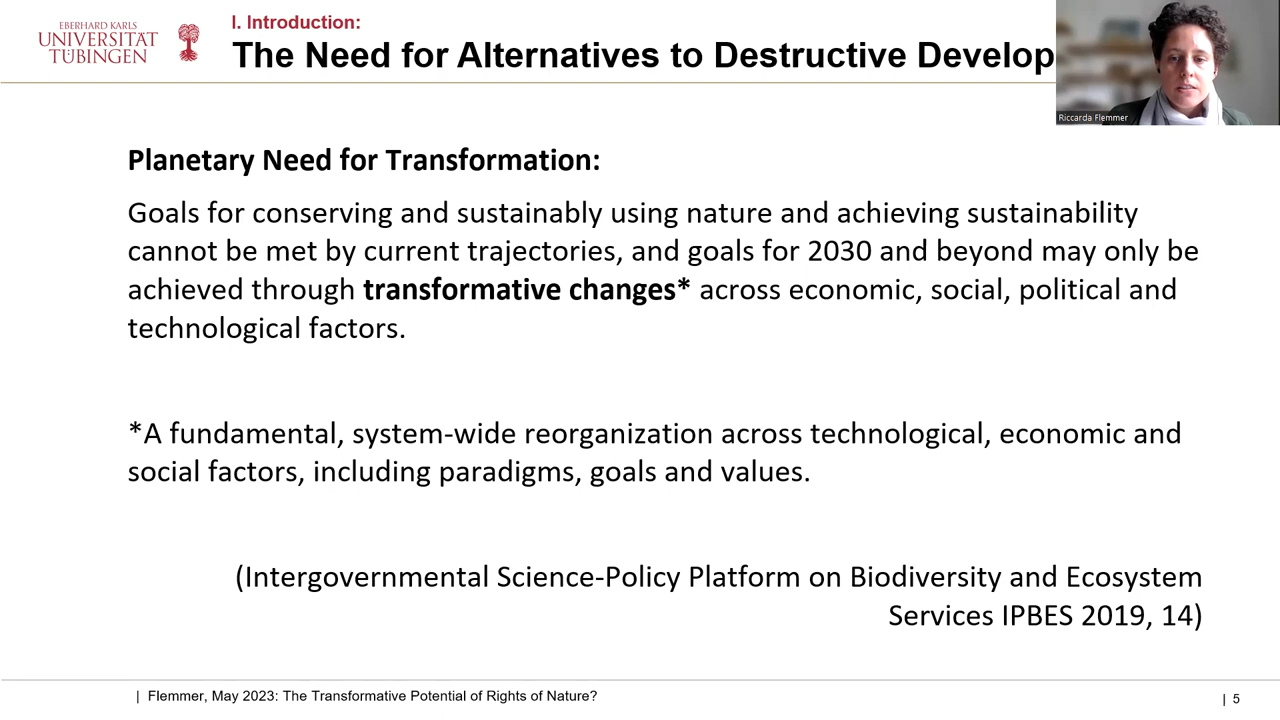 EBERHARD KARLS
UNIVERSITÄT
TÜBINGEN
I. Introduction:
The Need for Alternatives to Destructive Develop
Riccarda Flemmer
Planetary Need for Transformation:
Goals for conserving and sustainably using nature and achieving sustainability
cannot be met by current trajectories, and goals for 2030 and beyond may only be
achieved through transformative changes* across economic, social, political and
technological factors.
*A fundamental, system-wide reorganization across technological, economic and
social factors, including paradigms, goals and values.
(Intergovernmental Science-Policy Platform on Biodiversity and Ecosystem
Services IPBES 2019, 14)
| Flemmer, May 2023: The Transformative Potential of Rights of Nature?
| 5